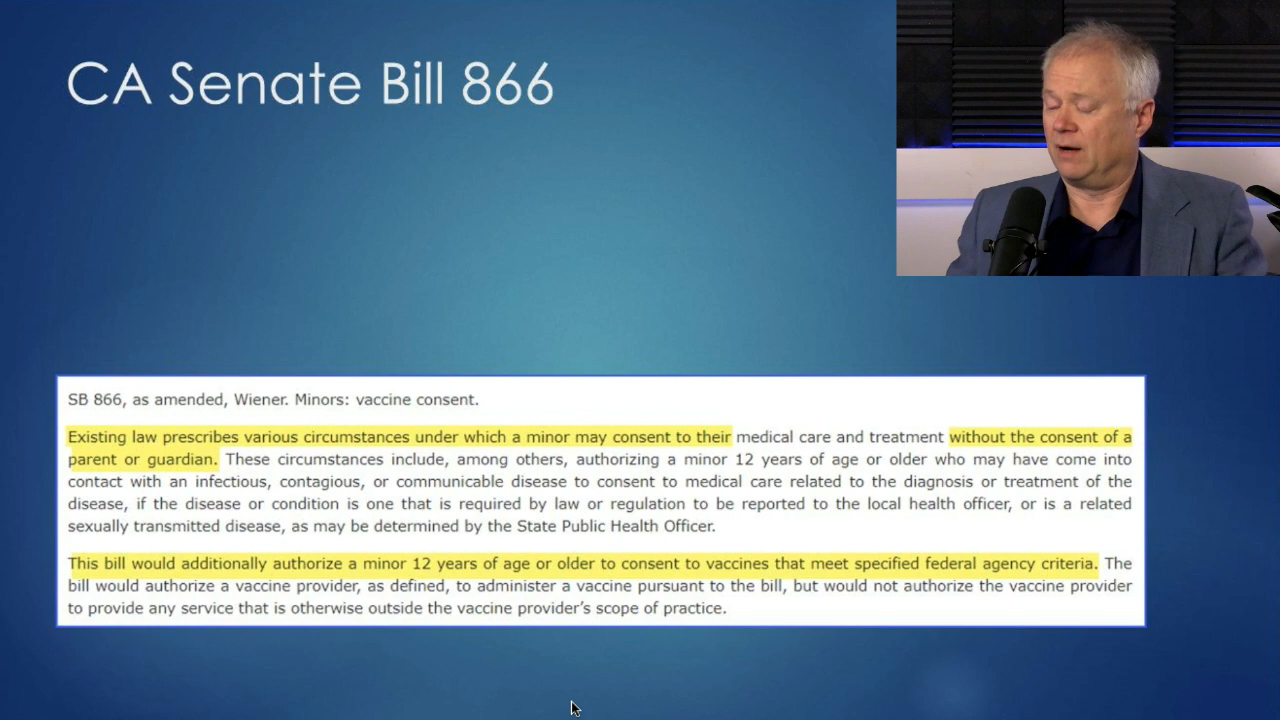 CA Senate Bill 866
SB 866, as amended, Wiener. Minors: vaccine consent.
Existing law prescribes various circumstances under which a minor may consent to their medical care and treatment without the consent of a
parent or guardian. These circumstances include, among others, authorizing a minor 12 years of age or older who may have come into
contact with an infectious, contagious, or communicable disease to consent to medical care related to the diagnosis or treatment of the
disease, if the disease or condition is one that is required by law or regulation to be reported to the local health officer, or is a related
sexually transmitted disease, as may be determined by the State Public Health Officer.
This bill would additionally authorize a minor 12 years of age or older to consent to vaccines that meet specified federal agency criteria. The
bill would authorize a vaccine provider, as defined, to administer a vaccine pursuant to the bill, but would not authorize the vaccine provider
to provide any service that is otherwise outside the vaccine provider’s scope of practice.